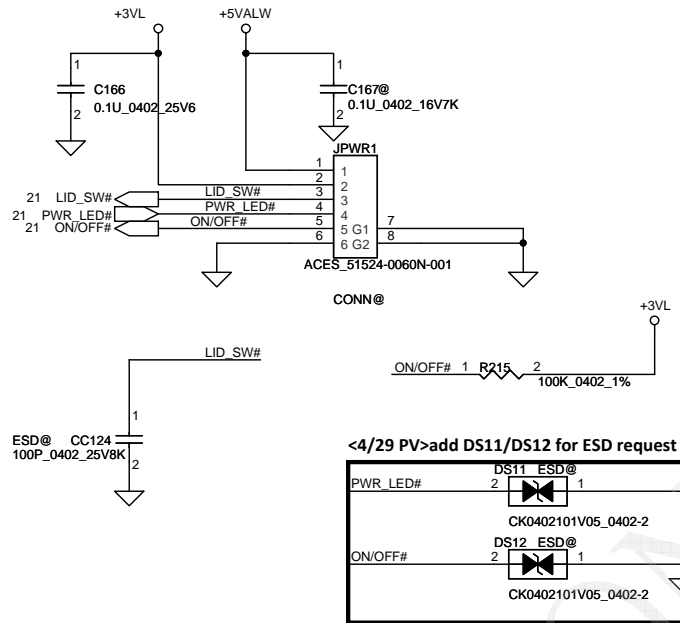 +3VL
+5VALW
1
C166
0.1U_0402_25V6
2
1
C167@
0.1U_0402_16V7K
2
JPWR1
1 1
2 2
21 LID_SW# LID_SW# 3 3
21 PWR_LED# PWR_LED# 4 4
21 ON/OFF# ON/OFF# 5 5 G1 7
6 6 G2 8
ACES_51524-0060N-001
CONN@
LID_SW#
1
ESD@ CC124
100P_0402_25V8K
2
+3VL
ON/OFF# 1 R215 2
100K_0402_1%
<4/29 PV>add DS11/DS12 for ESD request
DS11 ESD@
PWR_LED# 2 1
CK0402101V05_0402-2
DS12 ESD@
ON/OFF# 2 1
CK0402101V05_0402-2